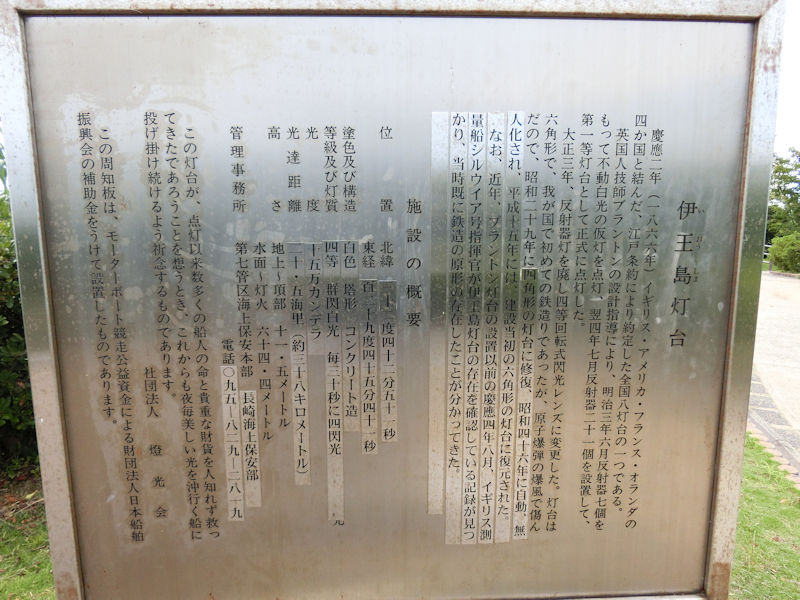 伊王島灯台
慶應二年(一八六六年)イギリス・アメリカ・フランス・オランダの
四か国と結んだ、江戸条約により約定した全国八灯台の一つである。
英国人技師ブラントンの設計指導により、明治三年六月反射器七個を
もって不動白光の仮灯を点灯、翌四年七月反射器二十一個を設置して、
第一等灯台として正式に点灯した。
大正三年、反射器灯を廃し四等回転式閃光レンズに変更した。灯台は
六角形で、我が国で初めての鉄造りであったが、原子爆弾の爆風で傷ん
だので、昭和二十九年に四角形の灯台に修復、昭和四十六年に自動、無
人化され、平成十五年には、建設当初の六角形の灯台に復元された。
なお、近年、ブラントン灯台の設置以前の慶應四年八月、イギリス測
量船シルウイア号指揮官が伊王島灯台の存在を確認している記録が見つ
かり、当時既に鉄造の原形の存在したことが分かってきた。
施設の概要
位置 北緯 三十二度四十二分五十一秒
東経 百二十九度四十五分四十一秒
塗色及び構造 白色 塔形 コンクリート造
等級及び灯質 四等 群閃白光 毎三十秒に四閃光
光度 十五万カンデラ
光達距離 二十・五海里(約三十八キロメートル)
高さ 地上～頂部 十一・五メートル
水面～灯火 六十四・四メートル
管理事務所 第七管区海上保安本部 長崎海上保安部
電話 〇九五―八二九―二八一九
この灯台が、点灯以来数多くの船人の命と貴重な財貨を人知れず救っ
てきたであろうことを想うとき、これからも夜毎美しい光を沖行く船に
投げ掛け続けるよう祈念するものであります。
社団法人 燈光会
この周知板は、モーターボート競走公益資金による財団法人日本船舶
振興会の補助金をうけて設置したものであります。